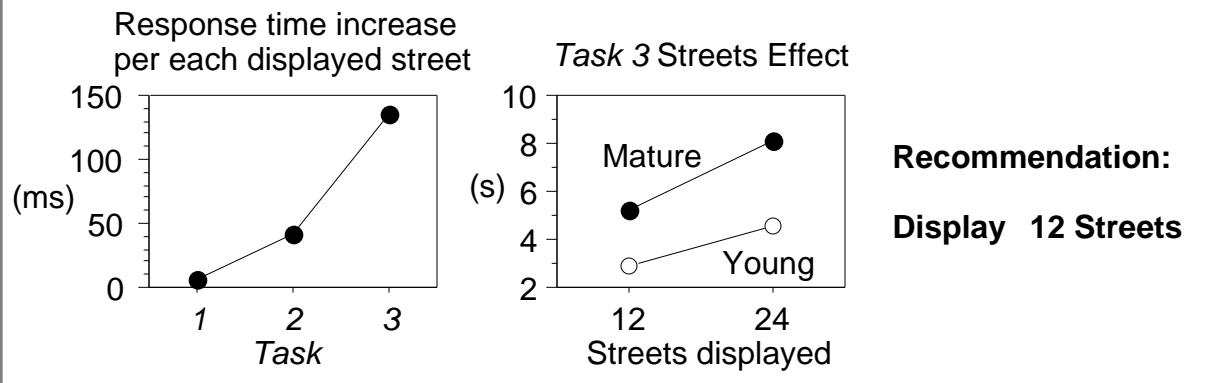 Response time increase
per each displayed street
150
100
50
0
(ms)
1 2 3
Task
Task 3 Streets Effect
10
8
6
4
2
(s)
Mature
Young
12 24
Streets displayed
Recommendation:
Display 12 Streets